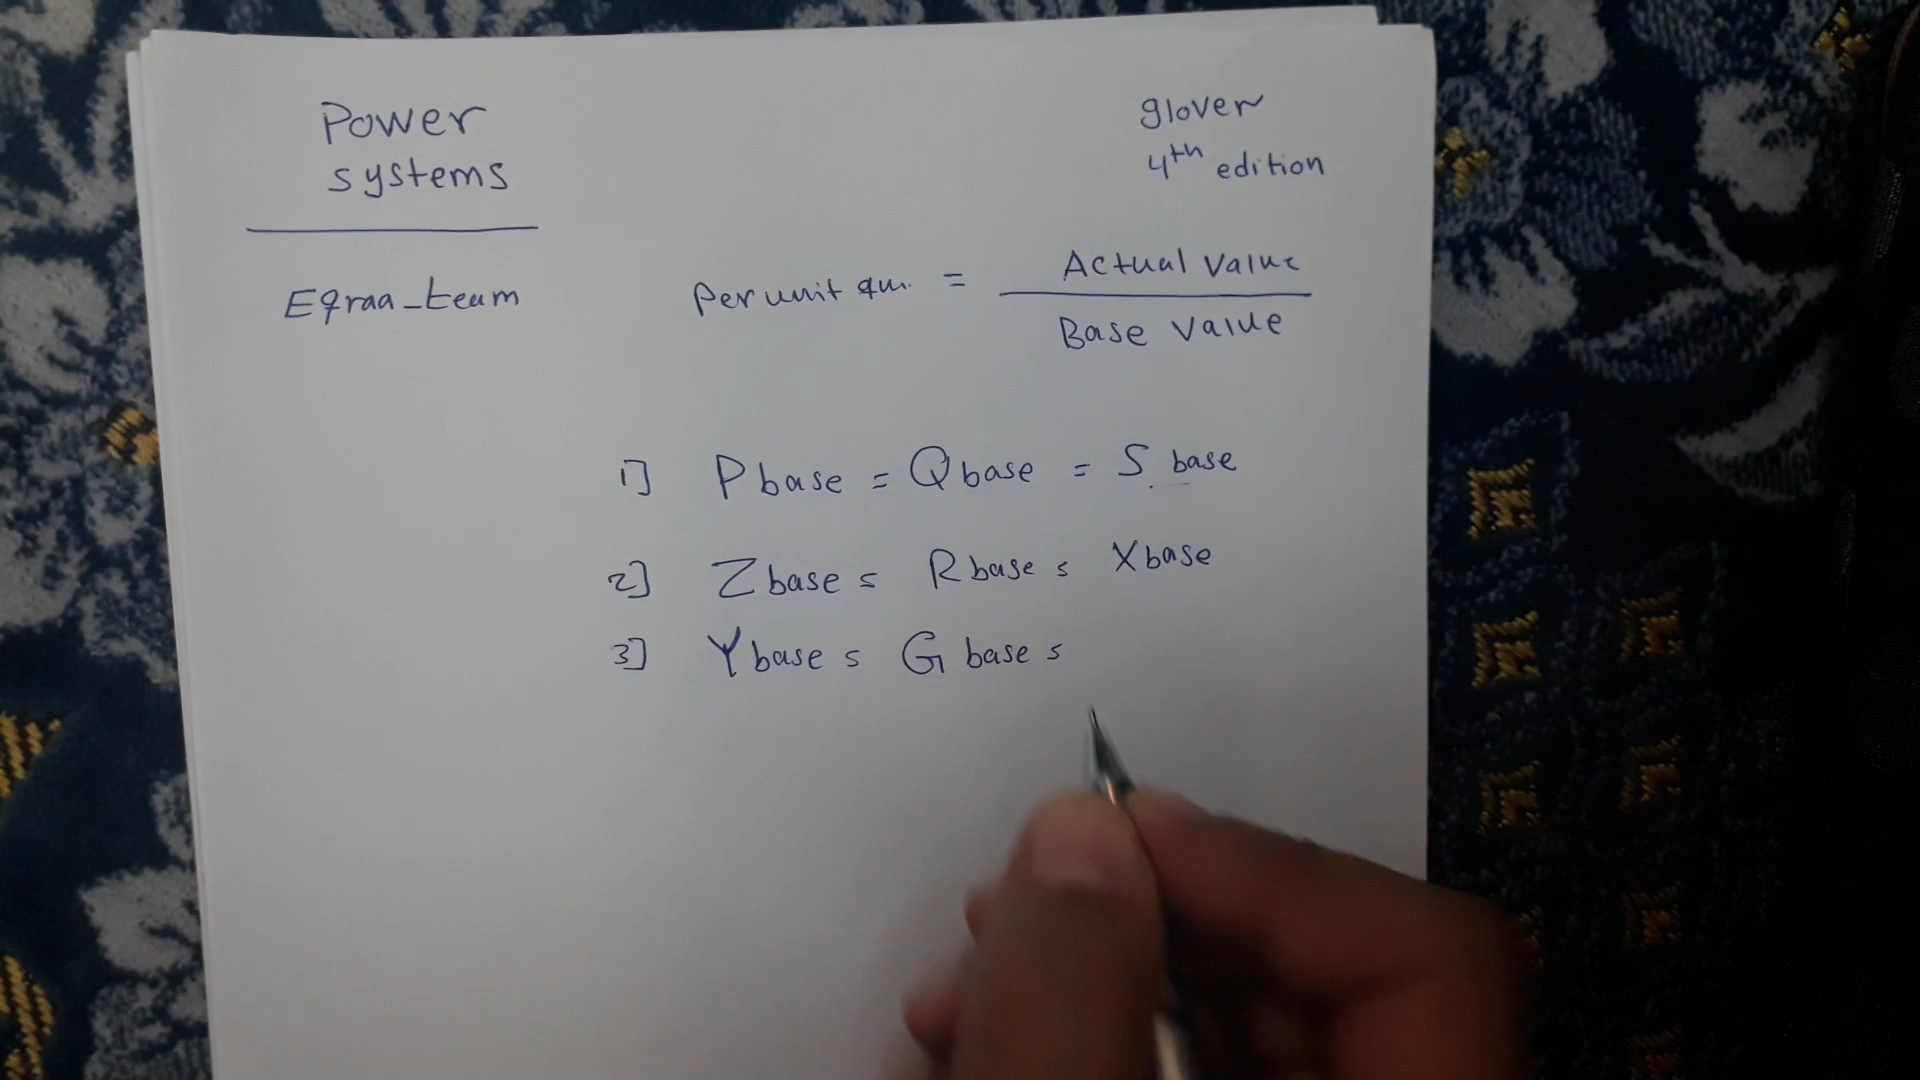 Power
systems
Eqraa_team
glover
4th edition
Per unit qu. = Actual Value
Base Value
1] Pbase = Qbase = S base
2] Zbase = Rbase = Xbase
3] Ybase = G base =